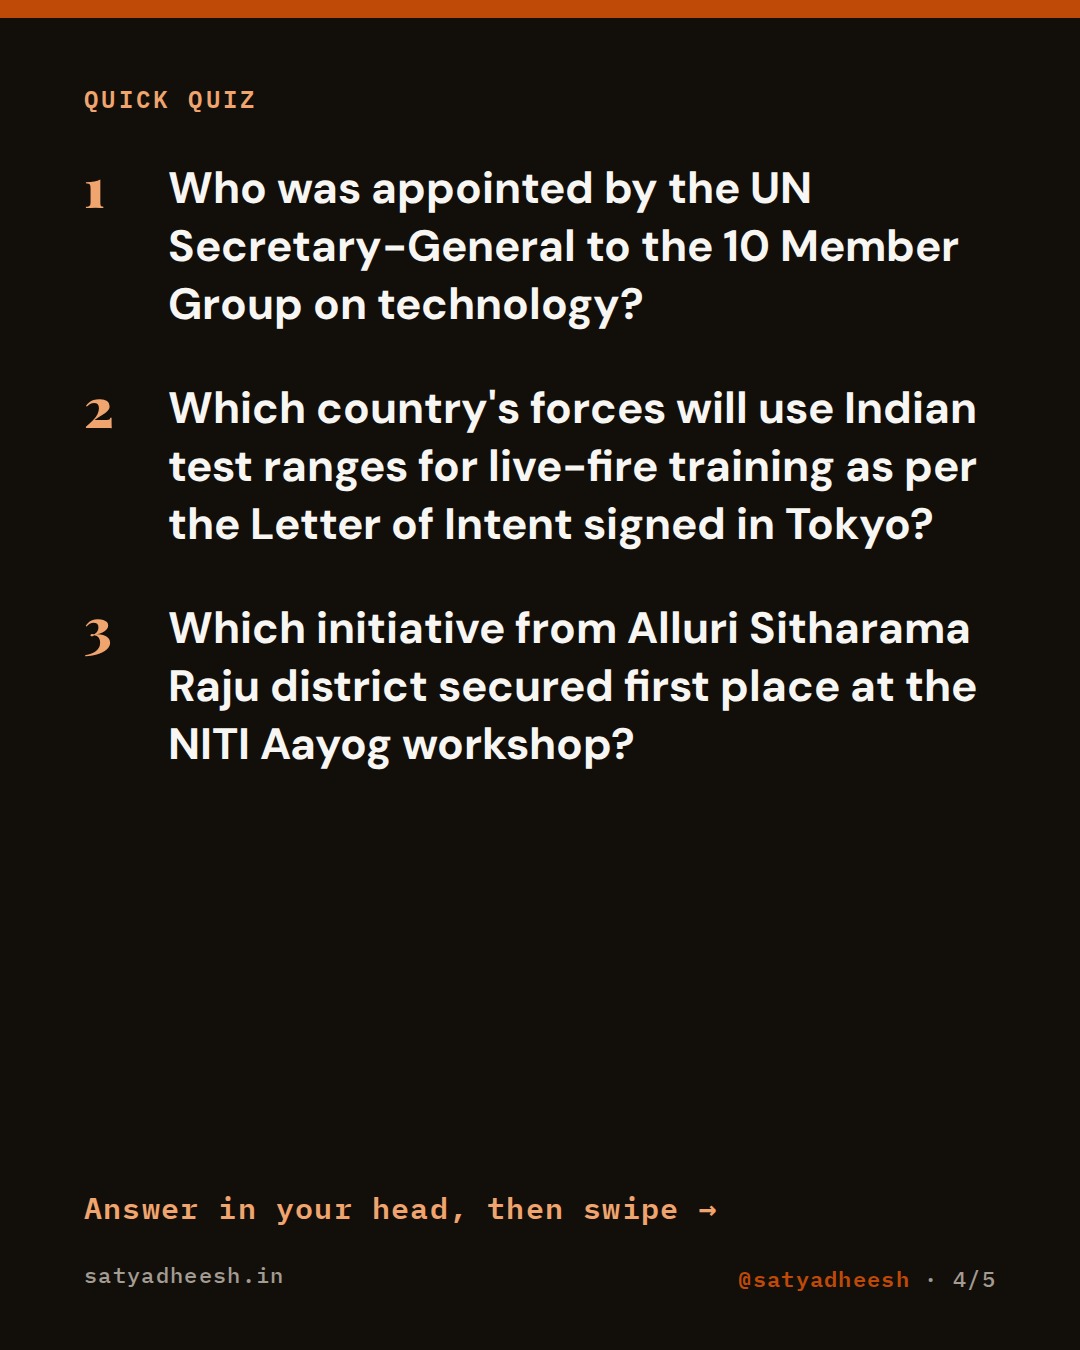 QUICK QUIZ
1 Who was appointed by the UN
Secretary-General to the 10 Member
Group on technology?
2 Which country's forces will use Indian
test ranges for live-fire training as per
the Letter of Intent signed in Tokyo?
3 Which initiative from Alluri Sitharama
Raju district secured first place at the
NITI Aayog workshop?
Answer in your head, then swipe →
satyadheesh.in
@satyadheesh · 4/5